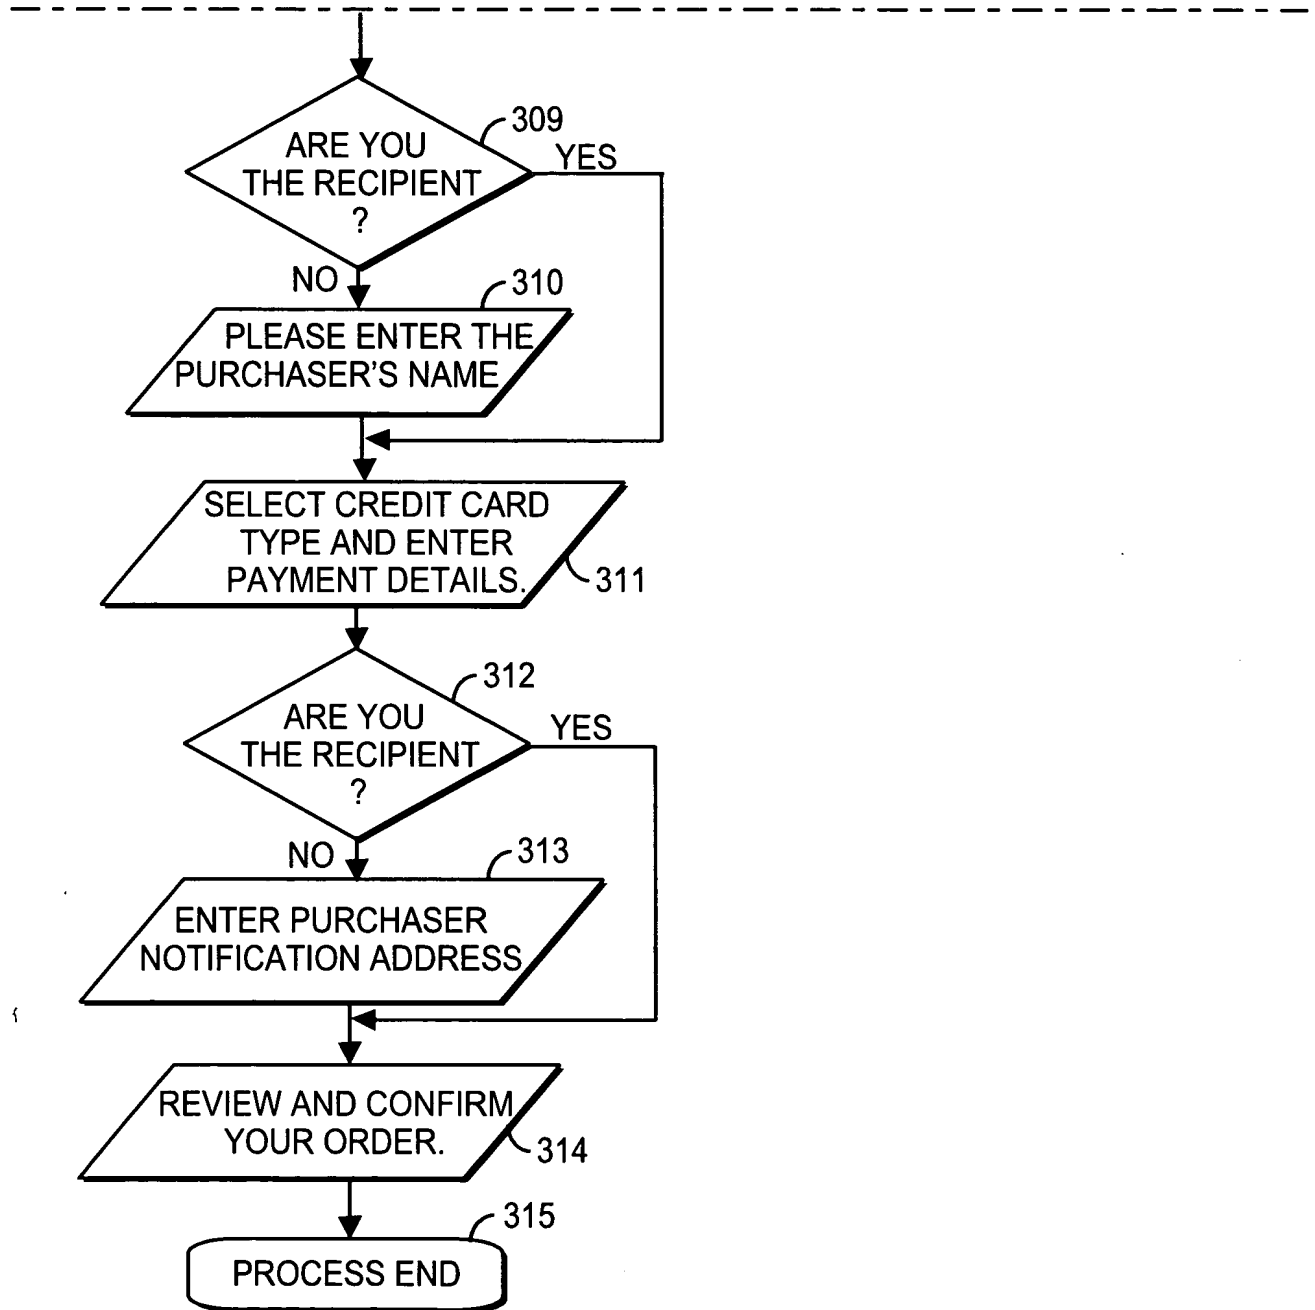 309
ARE YOU
THE RECIPIENT
?
YES
NO
310
PLEASE ENTER THE
PURCHASER'S NAME
SELECT CREDIT CARD
TYPE AND ENTER
PAYMENT DETAILS.
311
312
ARE YOU
THE RECIPIENT
?
YES
NO
313
ENTER PURCHASER
NOTIFICATION ADDRESS
REVIEW AND CONFIRM
YOUR ORDER.
314
315
PROCESS END